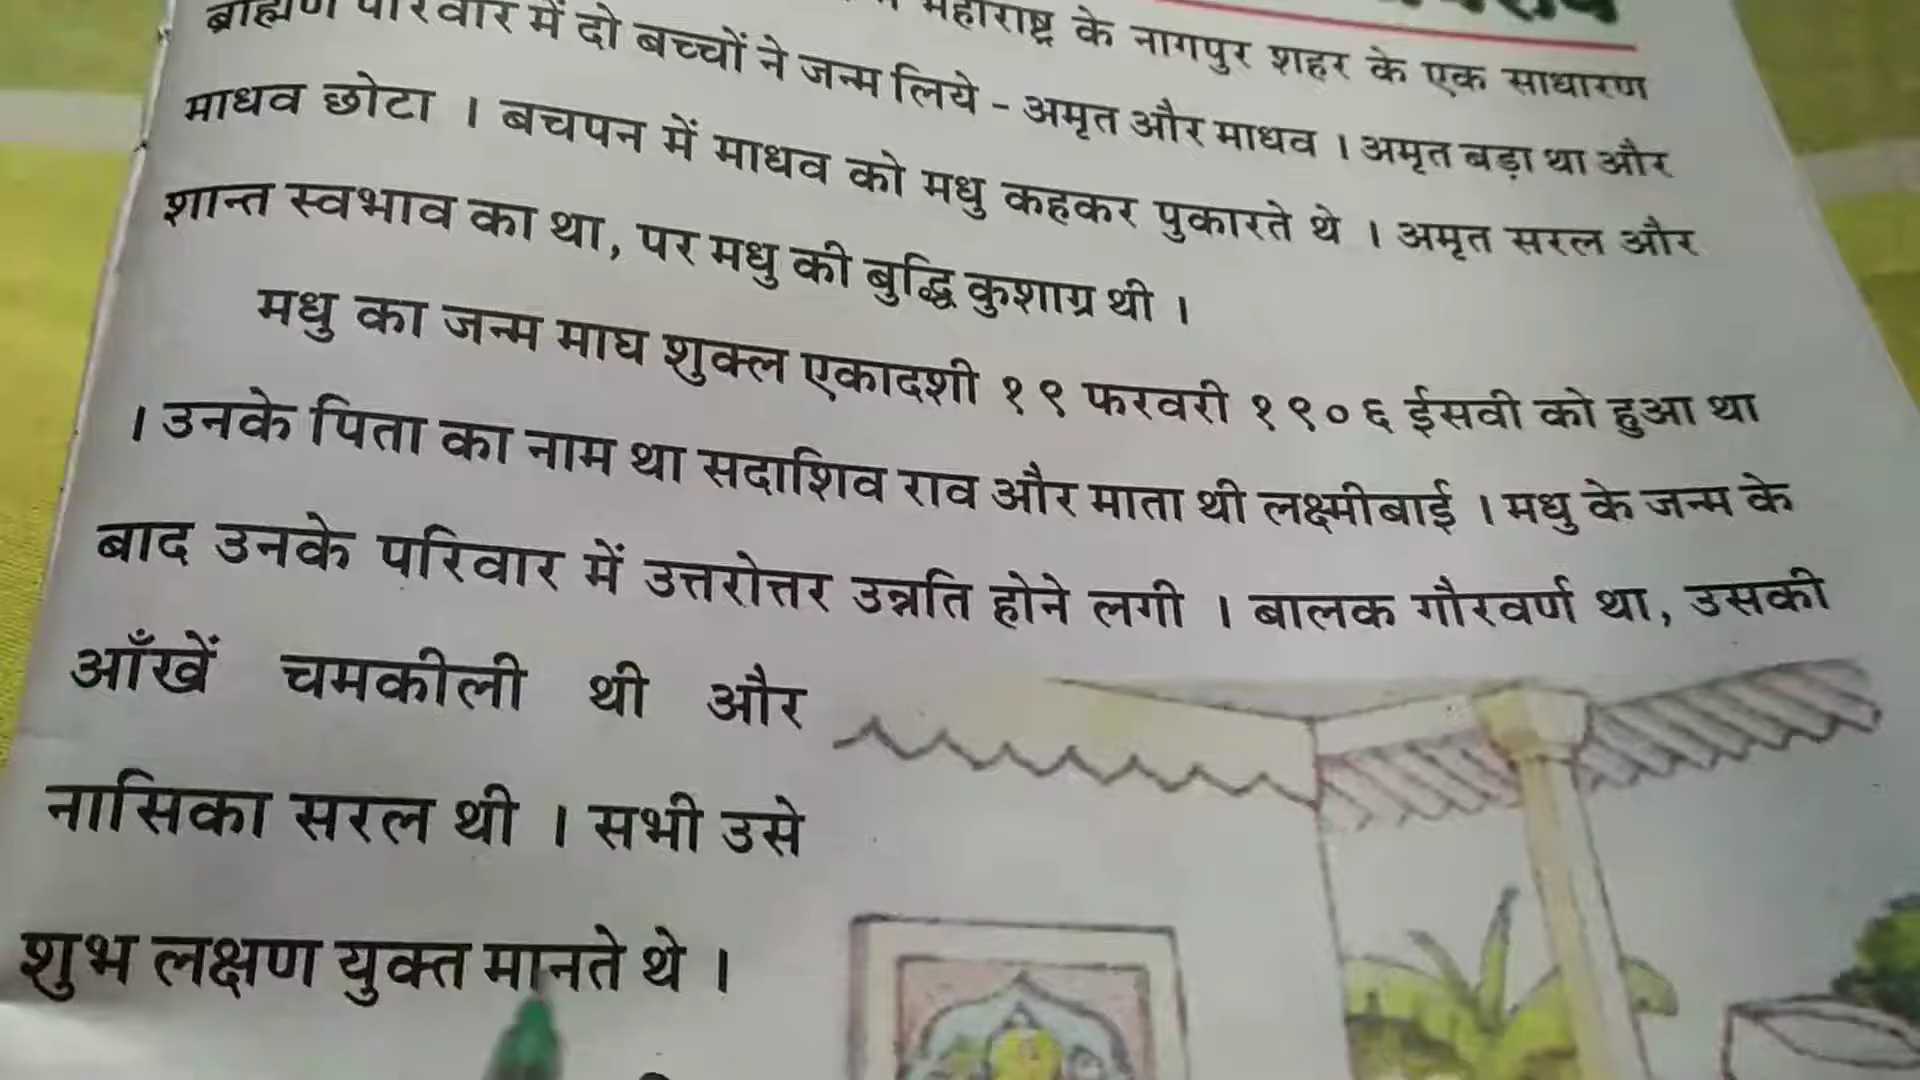 महाराष्ट्र के नागपुर शहर के एक साधारण
ब्राह्मण परिवार में दो बच्चों ने जन्म लिये - अमृत और माधव । अमृत बड़ा था और
माधव छोटा । बचपन में माधव को मधु कहकर पुकारते थे । अमृत सरल और
शान्त स्वभाव का था, पर मधु की बुद्धि कुशाग्र थी ।
मधु का जन्म माघ शुक्ल एकादशी १९ फरवरी १९०६ ईसवी को हुआ था
। उनके पिता का नाम था सदाशिव राव और माता थी लक्ष्मीबाई । मधु के जन्म के
बाद उनके परिवार में उत्तरोत्तर उन्नति होने लगी । बालक गौरवर्ण था, उसकी
आँखें चमकीली थी और
नासिका सरल थी । सभी उसे
शुभ लक्षण युक्त मानते थे ।